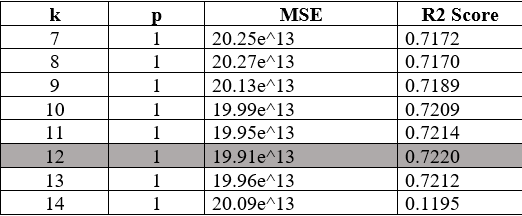 k p MSE R2 Score
7 1 20.25e^13 0.7172
8 1 20.27e^13 0.7170
9 1 20.13e^13 0.7189
10 1 19.99e^13 0.7209
11 1 19.95e^13 0.7214
12 1 19.91e^13 0.7220
13 1 19.96e^13 0.7212
14 1 20.09e^13 0.1195